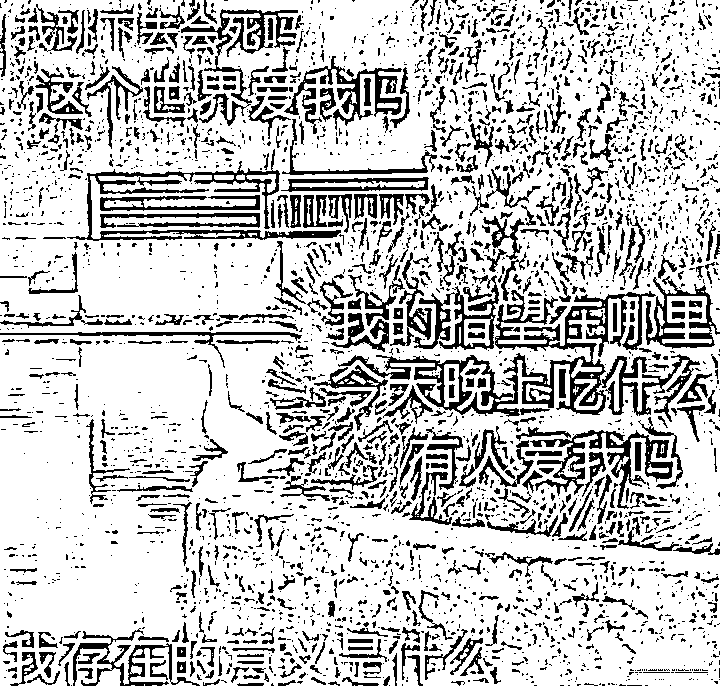 我跳下去会死吗
这个世界爱我吗
我的指望在哪里
今天晚上吃什么
有人爱我吗
我存在的意义是什么